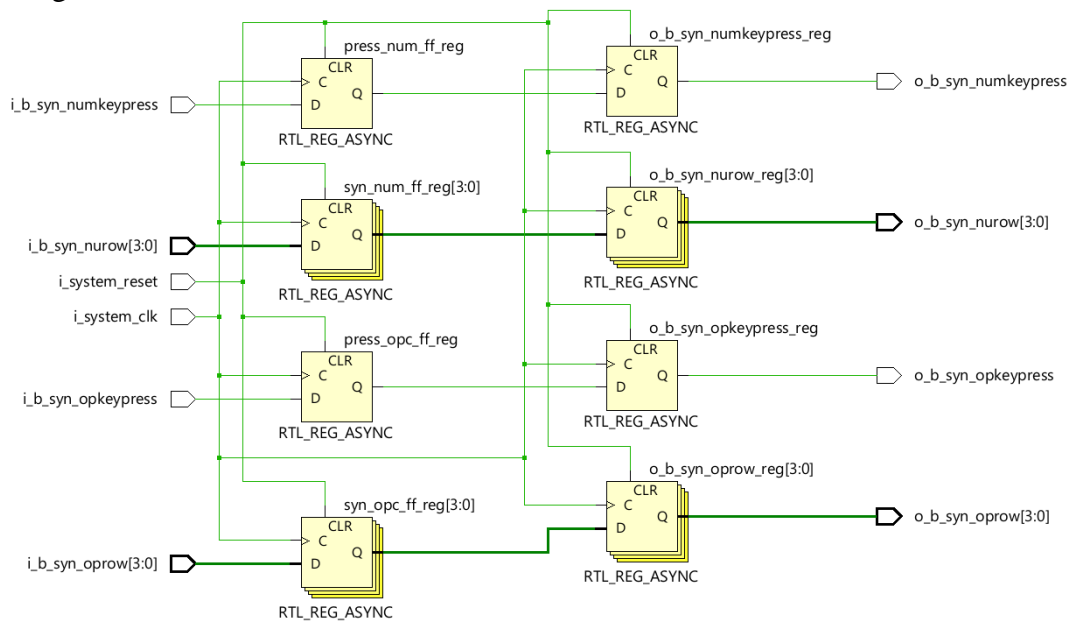 press_num_ff_reg
CLR
C
D
Q
RTL_REG_ASYNC
o_b_syn_numkeypress_reg
CLR
C
D
Q
RTL_REG_ASYNC
i_b_syn_numkeypress
o_b_syn_numkeypress
syn_num_ff_reg[3:0]
CLR
C
D
Q
RTL_REG_ASYNC
o_b_syn_nurow_reg[3:0]
CLR
C
D
Q
RTL_REG_ASYNC
i_b_syn_nurow[3:0]
o_b_syn_nurow[3:0]
i_system_reset
i_system_clk
press_opc_ff_reg
CLR
C
D
Q
RTL_REG_ASYNC
o_b_syn_opkeypress_reg
CLR
C
D
Q
RTL_REG_ASYNC
i_b_syn_opkeypress
o_b_syn_opkeypress
syn_opc_ff_reg[3:0]
CLR
C
D
Q
RTL_REG_ASYNC
o_b_syn_oprow_reg[3:0]
CLR
C
D
Q
RTL_REG_ASYNC
i_b_syn_oprow[3:0]
o_b_syn_oprow[3:0]